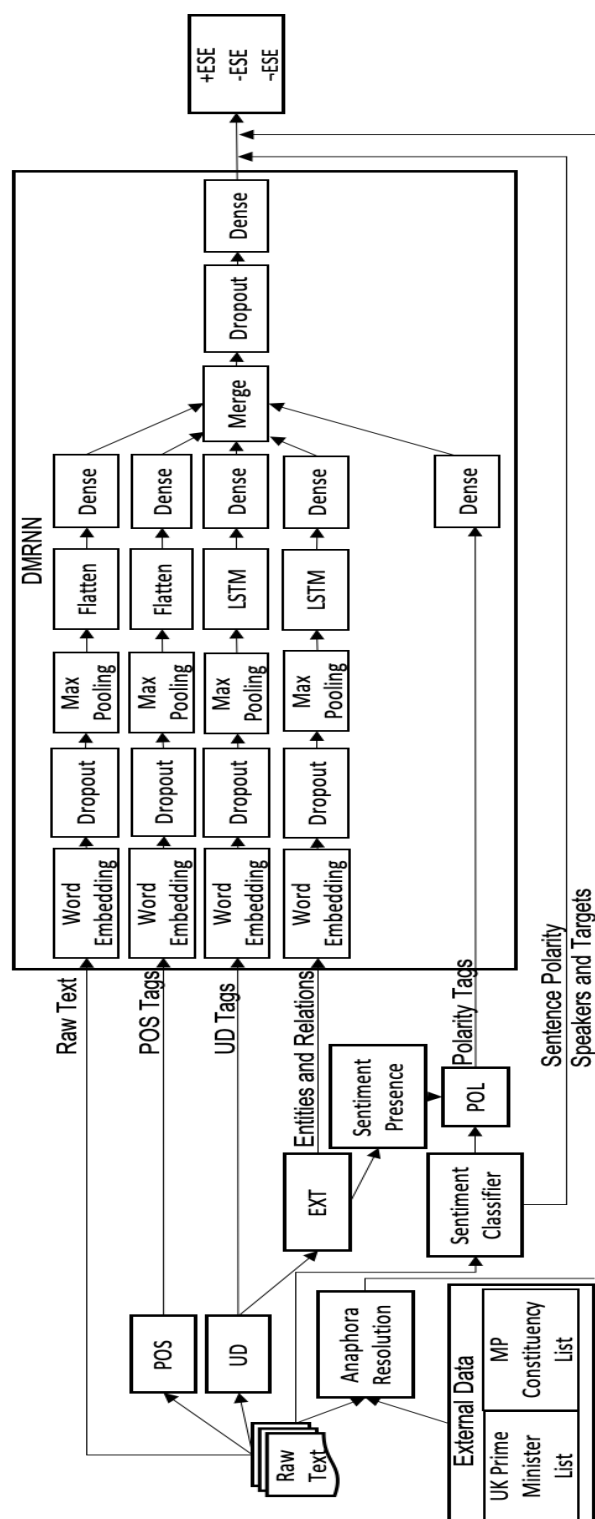 +ESE
-ESE
¬ESE
DMRNN
Word
Embedding
Dropout
Max
Pooling
Flatten
Dense
Word
Embedding
Dropout
Max
Pooling
Flatten
Dense
Word
Embedding
Dropout
Max
Pooling
LSTM
Dense
Word
Embedding
Dropout
Max
Pooling
LSTM
Dense
Dense
Merge
Dropout
Dense
Raw Text
POS Tags
UD Tags
Entities and Relations
Polarity Tags
Sentence Polarity
Speakers and Targets
POS
UD
EXT
Sentiment
Presence
POL
Sentiment
Classifier
Anaphora
Resolution
Raw
Text
External Data
UK Prime
Minister
List
MP
Constituency
List